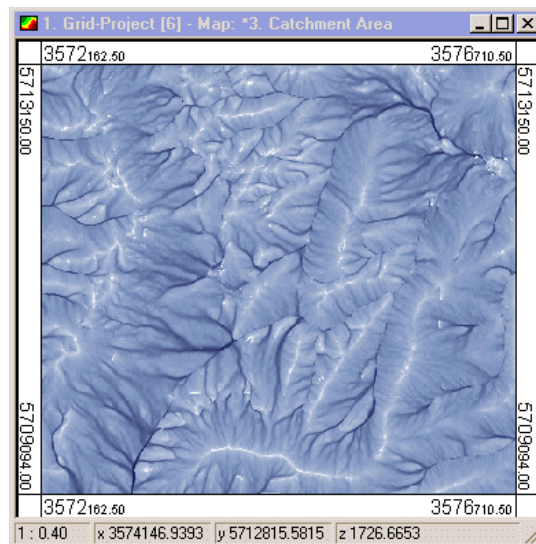 1. Grid-Project [6] - Map: *3. Catchment Area
3572162.50 3576710.50
5713150.00 5713150.00
5709094.00 5709094.00
3572162.50 3576710.50
1 : 0.40 x 3574146.9393 y 5712815.5815 z 1726.6653